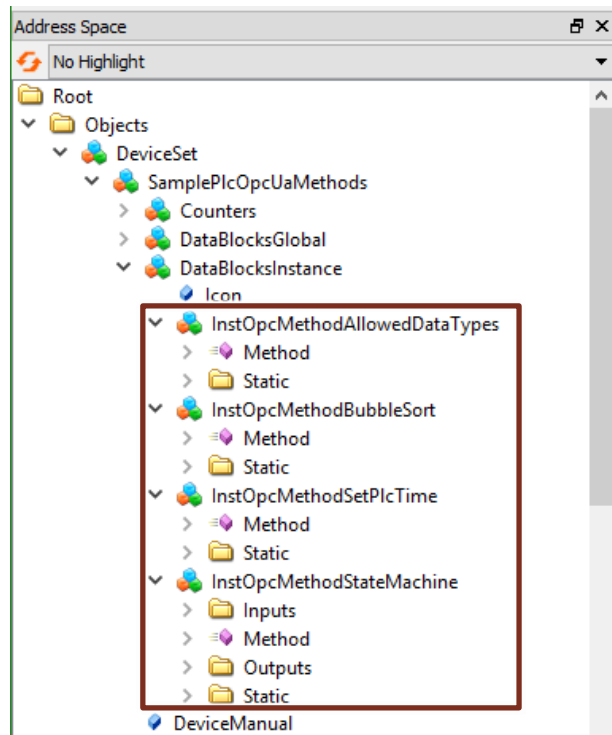 Address Space
No Highlight
Root
Objects
DeviceSet
SamplePlcOpcUaMethods
Counters
DataBlocksGlobal
DataBlocksInstance
Icon
InstOpcMethodAllowedDataTypes
Method
Static
InstOpcMethodBubbleSort
Method
Static
InstOpcMethodSetPlcTime
Method
Static
InstOpcMethodStateMachine
Inputs
Method
Outputs
Static
DeviceManual